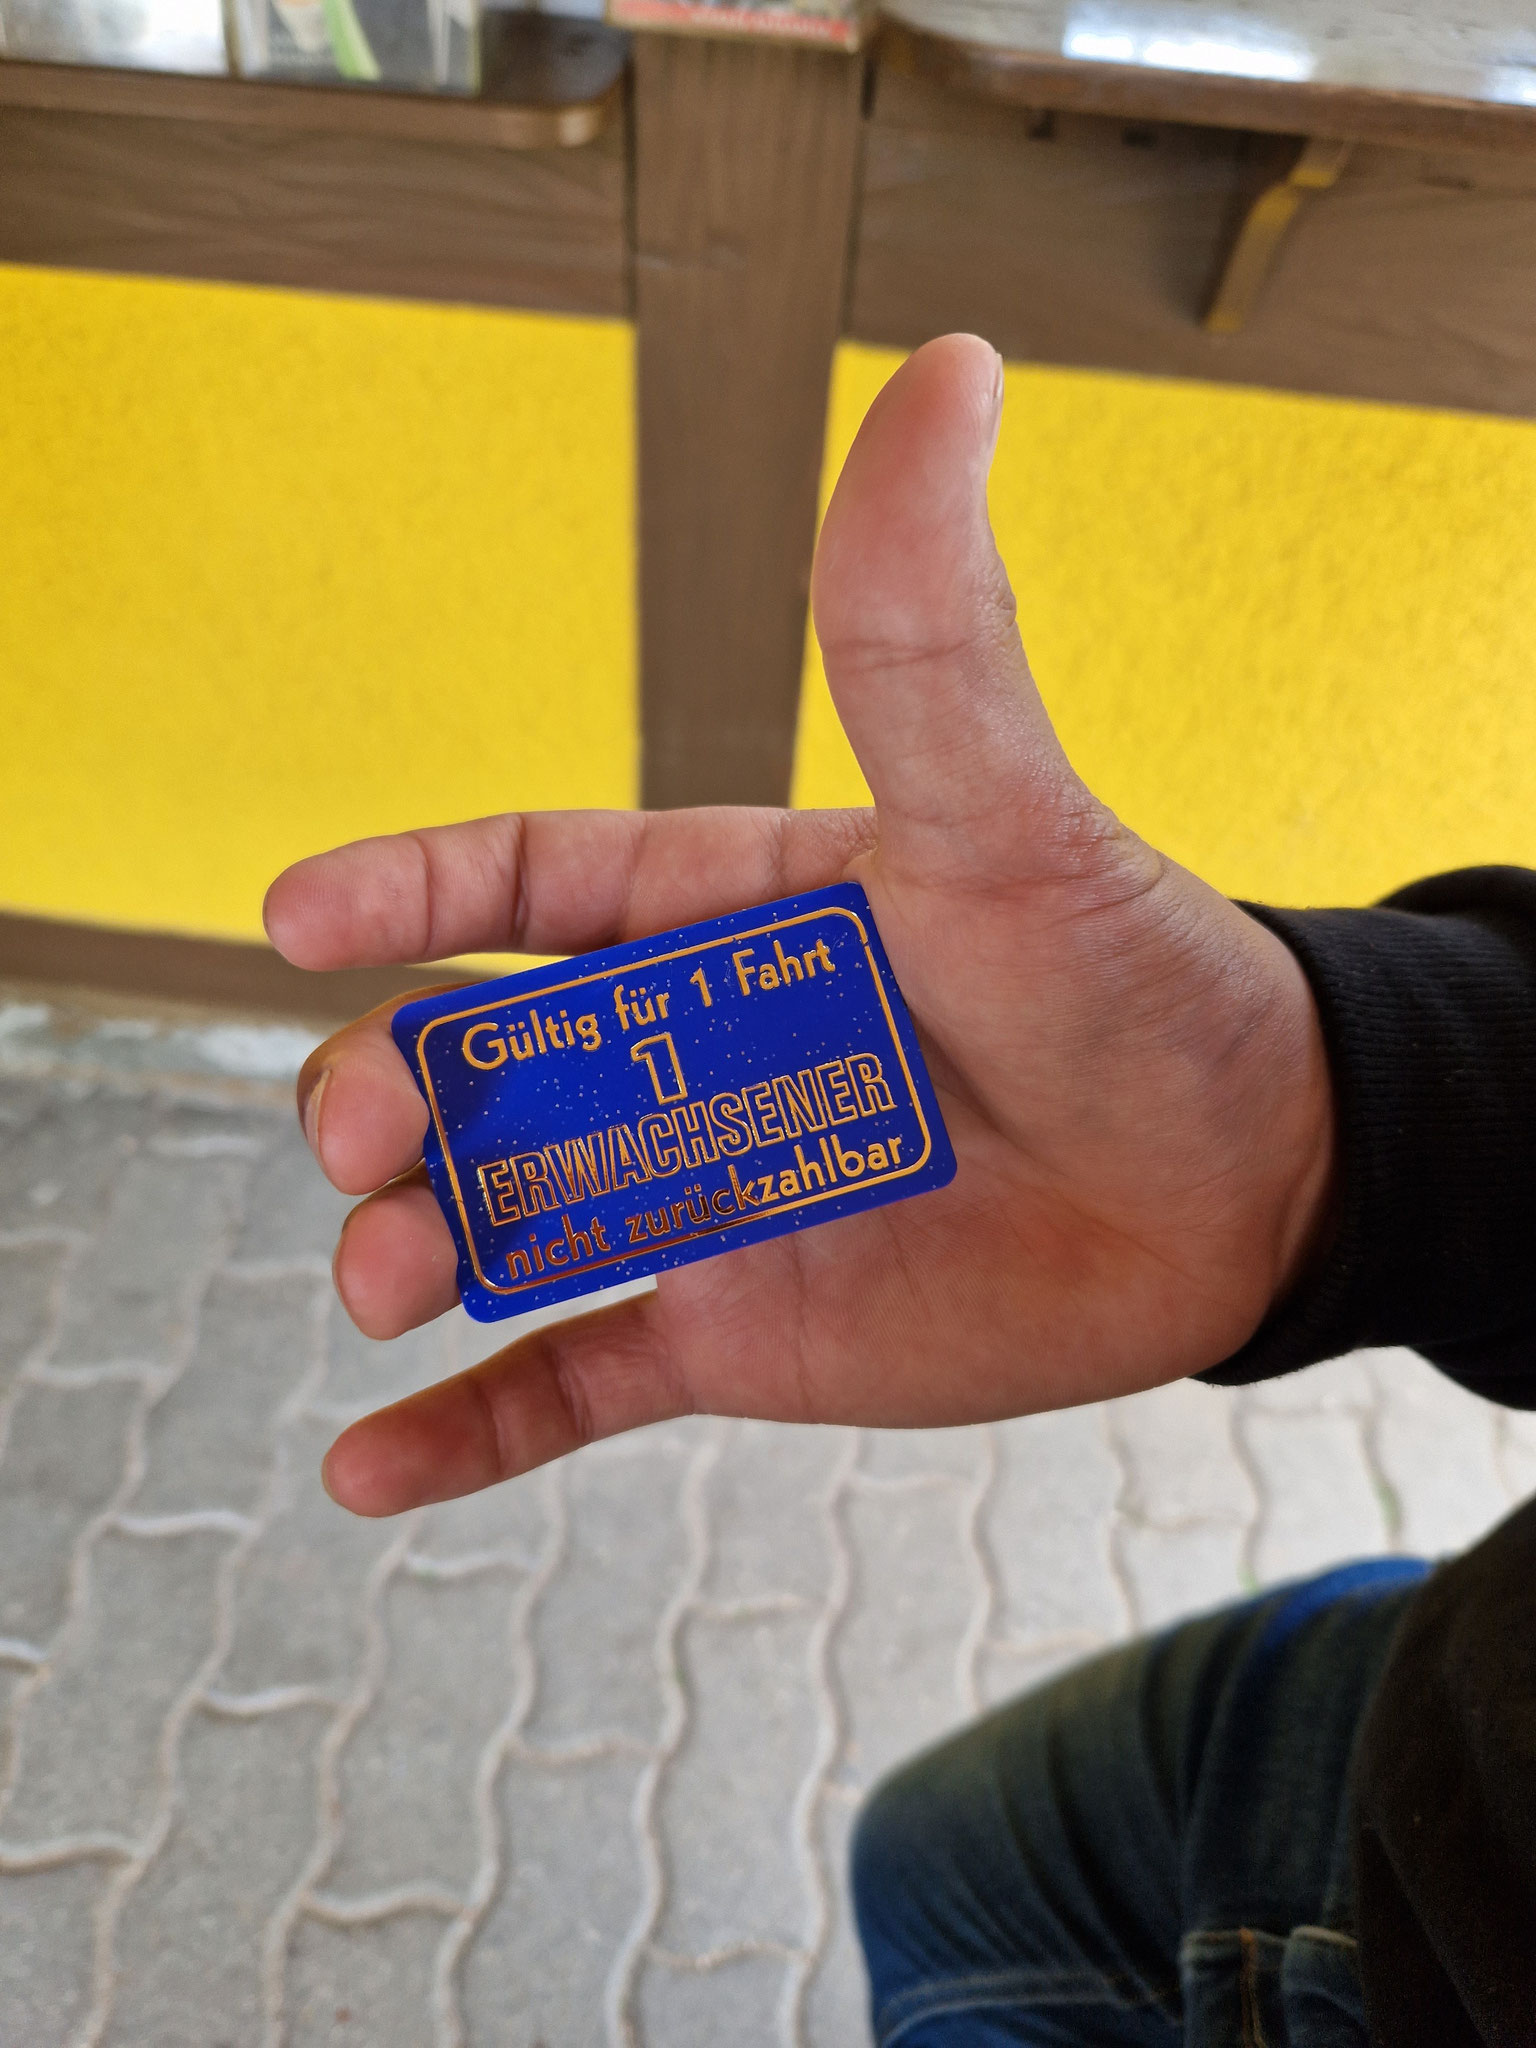 Gültig für 1 Fahrt
1
ERWACHSENER
nicht zurückzahlbar